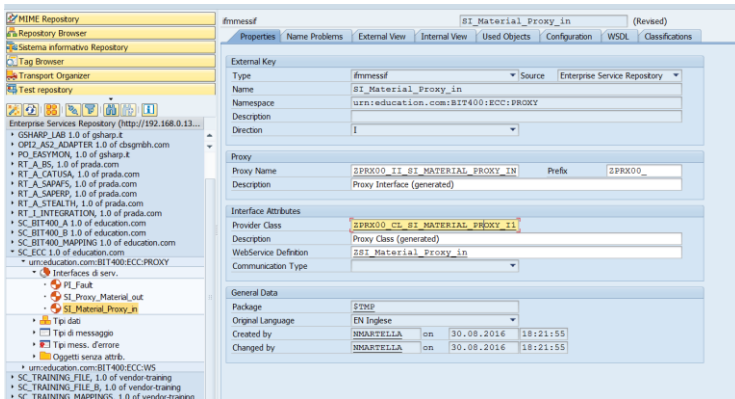 MIME Repository
Repository Browser
Sistema informativo Repository
Tag Browser
Transport Organizer
Test repository
Enterprise Services Repository (http://192.168.0.13...
GSHARP_LAB 1.0 of gsharp.it
OPI2_AS2_ADAPTER 1.0 of cbsgmbh.com
PO_EASYMON, 1.0 of gsharp.it
RT_A_BS, 1.0 of prada.com
RT_A_CATUSA, 1.0 of prada.com
RT_A_SAPAFS, 1.0 of prada.com
RT_A_SAPERP, 1.0 of prada.com
RT_A_STEALTH, 1.0 of prada.com
RT_I_INTEGRATION, 1.0 of prada.com
SC_BIT400_A 1.0 of education.com
SC_BIT400_B 1.0 of education.com
SC_BIT400_MAPPING 1.0 of education.com
SC_ECC 1.0 of education.com
urn:education.com:BIT400:ECC:PROXY
Interfaces di serv.
PI_Fault
SI_Proxy_Material_out
SI_Material_Proxy_in
Tipi dati
Tipi di messaggio
Tipi mess. d'errore
Oggetti senza attrib.
urn:education.com:BIT400:ECC:WS
SC_TRAINING_FILE, 1.0 of vendor-training
SC_TRAINING_FILE_B, 1.0 of vendor-training
SC_TRAINING_MAPPINGS, 1.0 of vendor-training
ifmmessif SI_Material_Proxy_in (Revised)
Properties Name Problems External View Internal View Used Objects Configuration WSDL Classifications
External Key
Type ifmmessif Source Enterprise Service Repository
Name SI_Material_Proxy_in
Namespace urn:education.com:BIT400:ECC:PROXY
Description
Direction I
Proxy
Proxy Name ZPRX00_II_SI_MATERIAL_PROXY_IN Prefix ZPRX00_
Description Proxy Interface (generated)
Interface Attributes
Provider Class ZPRX00_CL_SI_MATERIAL_PROXY_I1
Description Proxy Class (generated)
WebService Definition ZSI_Material_Proxy_in
Communication Type
General Data
Package $TMP
Original Language EN Inglese
Created by NMARTELLA on 30.08.2016 18:21:55
Changed by NMARTELLA on 30.08.2016 18:21:55